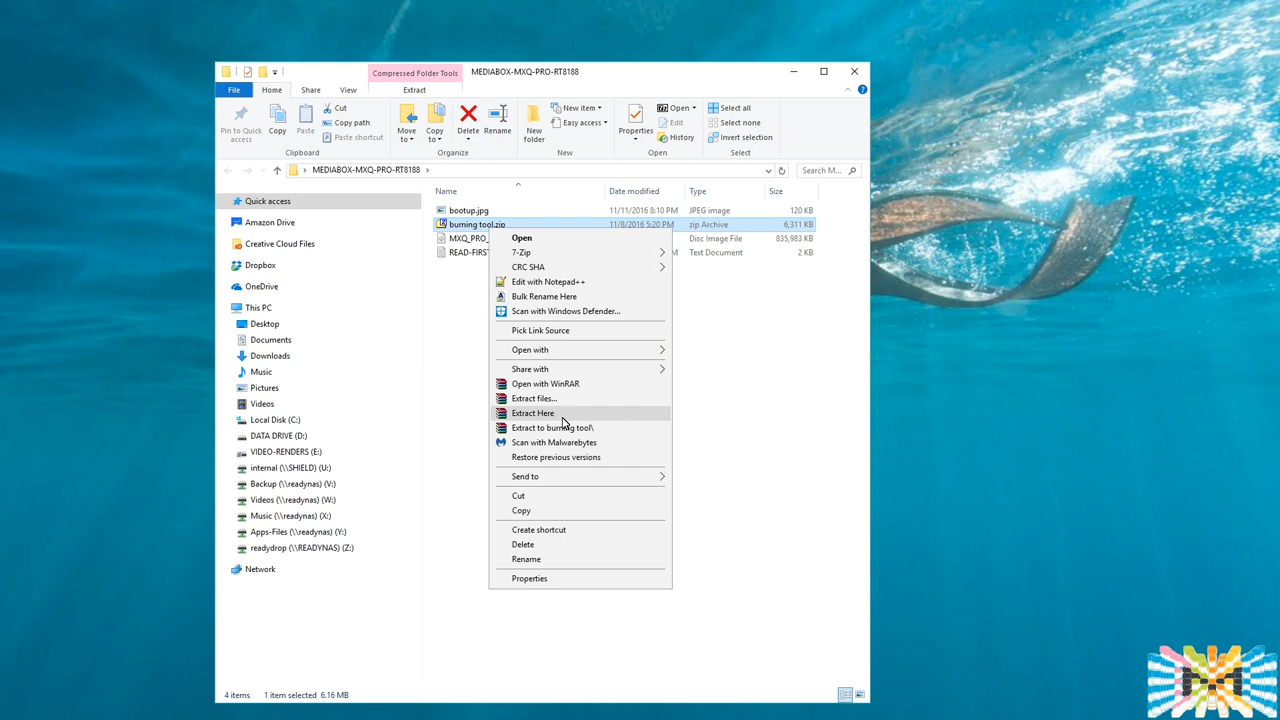 Compressed Folder Tools
MEDIABOX-MXQ-PRO-RT8188
File
Home
Share
View
Extract
Pin to Quick access
Copy
Paste
Cut
Copy path
Paste shortcut
Clipboard
Move to
Copy to
Delete
Rename
Organize
New folder
New item
Easy access
New
Properties
Open
Edit
History
Open
Select all
Select none
Invert selection
Select
MEDIABOX-MXQ-PRO-RT8188
Search M...
Name
Date modified
Type
Size
bootup.jpg 11/11/2016 8:10 PM JPEG image 120 KB
burning tool.zip 11/8/2016 5:20 PM zip Archive 6,311 KB
MXQ_PRO_ Disc Image File 835,983 KB
READ-FIRST M Text Document 2 KB
Quick access
Amazon Drive
Creative Cloud Files
Dropbox
OneDrive
This PC
Desktop
Documents
Downloads
Music
Pictures
Videos
Local Disk (C:)
DATA DRIVE (D:)
VIDEO-RENDERS (E:)
internal (\\SHIELD) (U:)
Backup (\\readynas) (V:)
Videos (\\readynas) (W:)
Music (\\readynas) (X:)
Apps-Files (\\readynas) (Y:)
readydrop (\\READYNAS) (Z:)
Network
Open
7-Zip
CRC SHA
Edit with Notepad++
Bulk Rename Here
Scan with Windows Defender...
Pick Link Source
Open with
Share with
Open with WinRAR
Extract files...
Extract Here
Extract to burning tool\
Scan with Malwarebytes
Restore previous versions
Send to
Cut
Copy
Create shortcut
Delete
Rename
Properties
4 items
1 item selected 6.16 MB